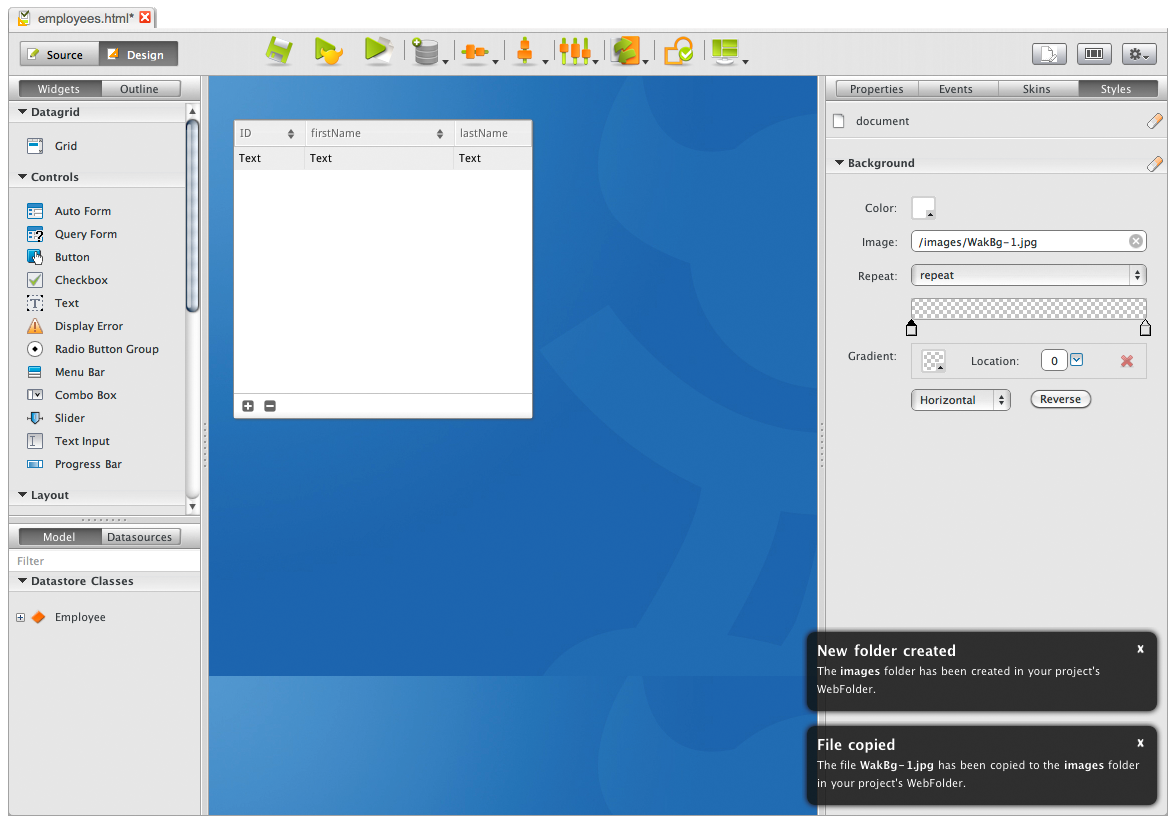 employees.html*
Source
Design
Widgets
Outline
Datagrid
Grid
Controls
Auto Form
Query Form
Button
Checkbox
Text
Display Error
Radio Button Group
Menu Bar
Combo Box
Slider
Text Input
Progress Bar
Layout
Model
Datasources
Filter
Datastore Classes
Employee
ID firstName lastName
Text Text Text
Properties Events Skins Styles
document
Background
Color:
Image: /images/WakBg-1.jpg
Repeat: repeat
Gradient: Location: 0
Horizontal Reverse
New folder created x
The images folder has been created in your project's
WebFolder.
File copied x
The file WakBg-1.jpg has been copied to the images folder
in your project's WebFolder.